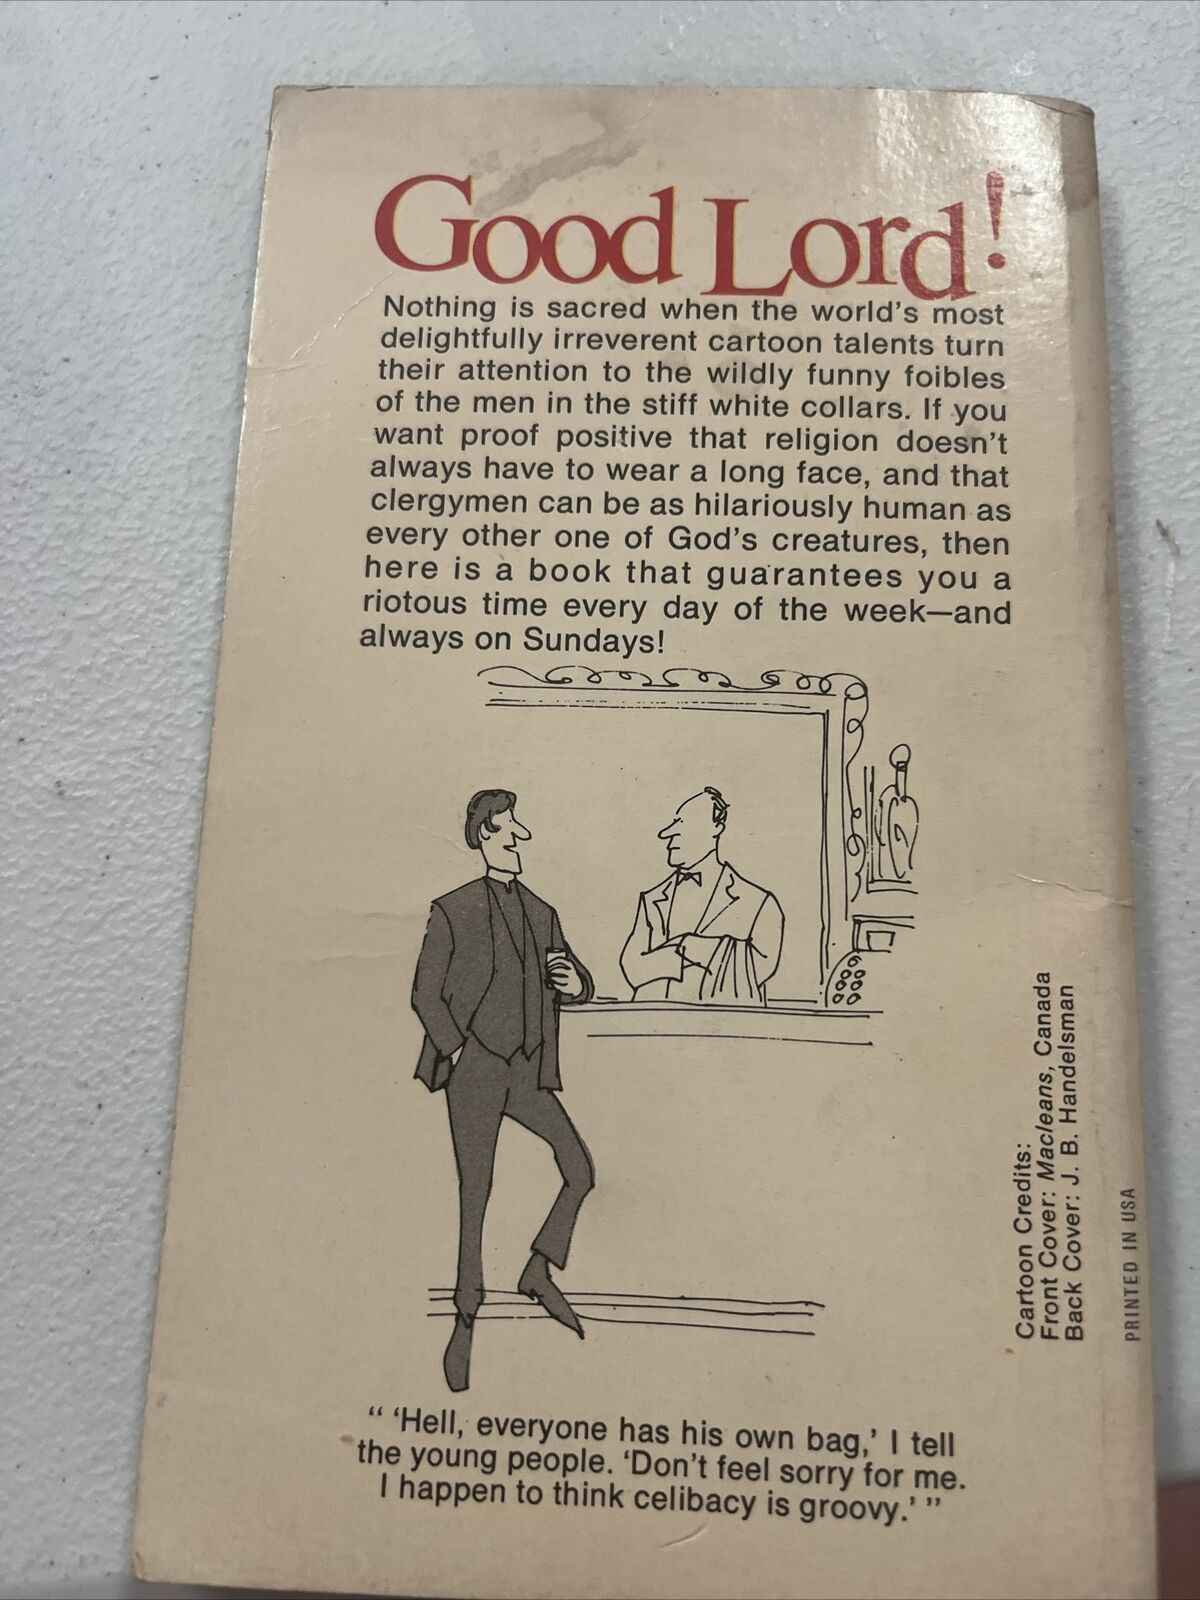 Good Lord!
Nothing is sacred when the world's most
delightfully irreverent cartoon talents turn
their attention to the wildly funny foibles
of the men in the stiff white collars. If you
want proof positive that religion doesn't
always have to wear a long face, and that
clergymen can be as hilariously human as
every other one of God's creatures, then
here is a book that guarantees you a
riotous time every day of the week—and
always on Sundays!
" 'Hell, everyone has his own bag,' I tell
the young people. 'Don't feel sorry for me.
I happen to think celibacy is groovy.' "
Cartoon Credits:
Front Cover: Macleans, Canada
Back Cover: J. B. Handelsman
PRINTED IN USA